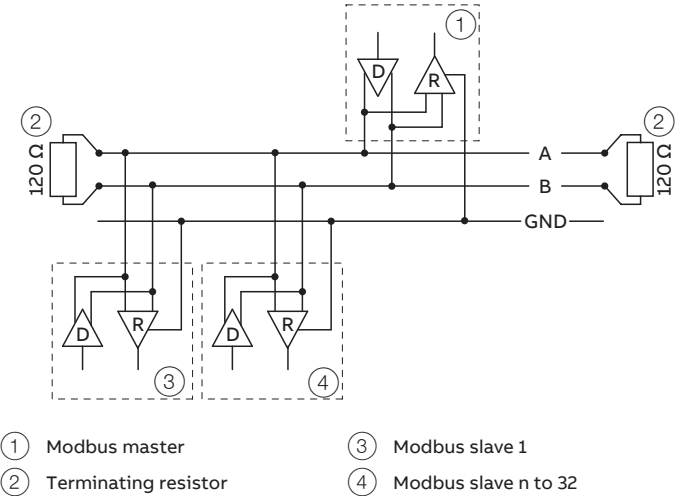 1
D
R
2
2
120 Ω
A
120 Ω
B
GND
D
R
D
R
3
4
1 Modbus master
3 Modbus slave 1
2 Terminating resistor
4 Modbus slave n to 32